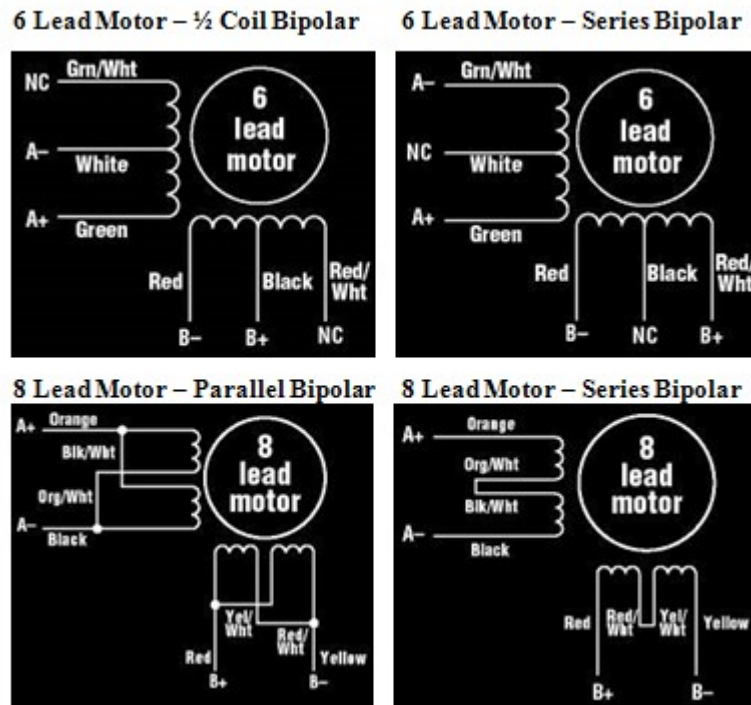 6 Lead Motor – ½ Coil Bipolar
NC
Grn/Wht
A–
White
A+
Green
6
lead
motor
Red
Black
Red/
Wht
B–
B+
NC
6 Lead Motor – Series Bipolar
A–
Grn/Wht
NC
White
A+
Green
6
lead
motor
Red
Black
Red/
Wht
B–
NC
B+
8 Lead Motor – Parallel Bipolar
A+
Orange
Blk/Wht
Org/Wht
A–
Black
8
lead
motor
Yel/
Wht
Red/
Wht
Red
Yellow
B+
B–
8 Lead Motor – Series Bipolar
A+
Orange
Org/Wht
Blk/Wht
A–
Black
8
lead
motor
Red
Red/
Wht
Yel/
Wht
Yellow
B+
B–